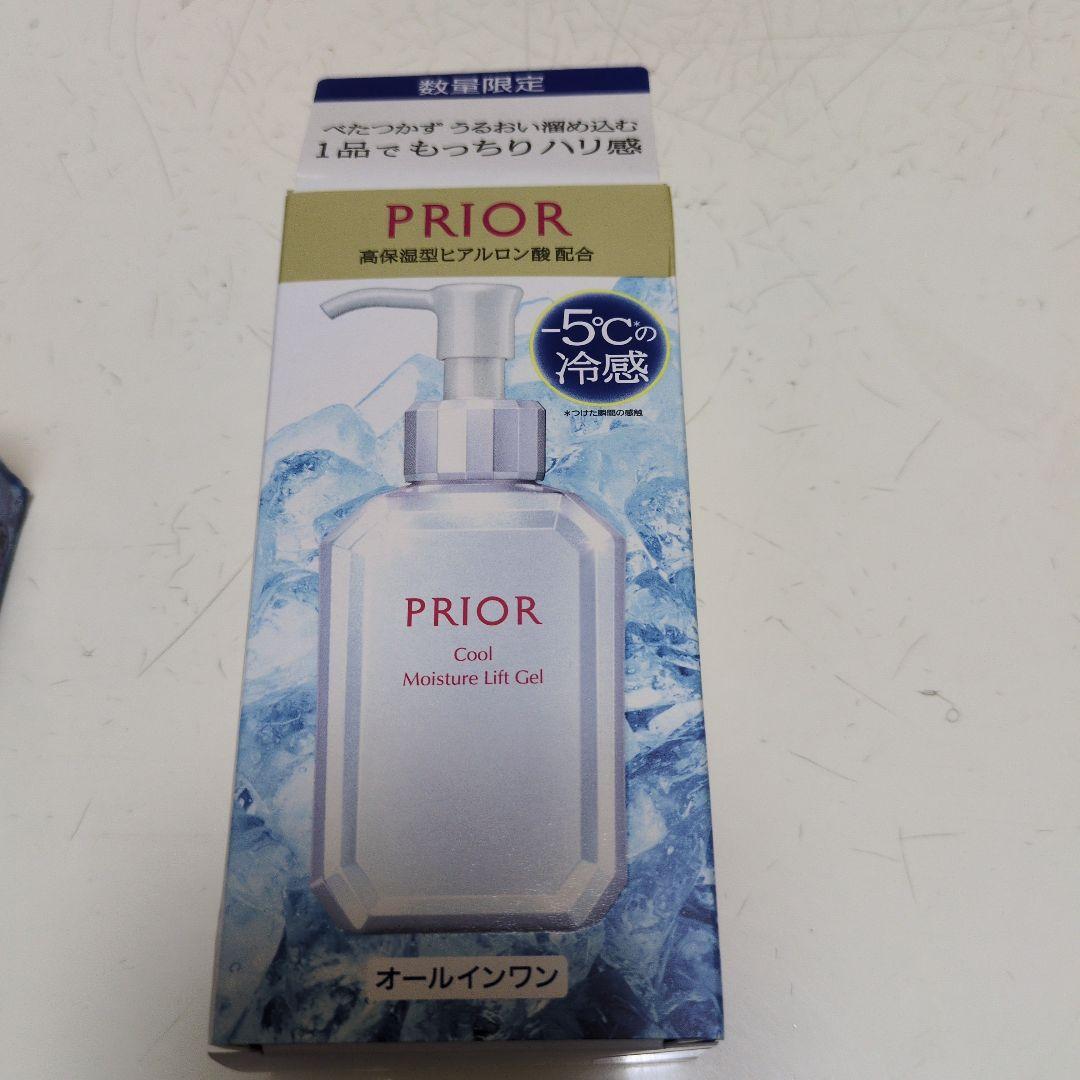 数量限定
べたつかず うるおい溜め込む
1品で もっちり ハリ感
PRIOR
高保湿型ヒアルロン酸 配合
-5℃*の
冷感
*つけた瞬間の感触
PRIOR
Cool
Moisture Lift Gel
オールインワン